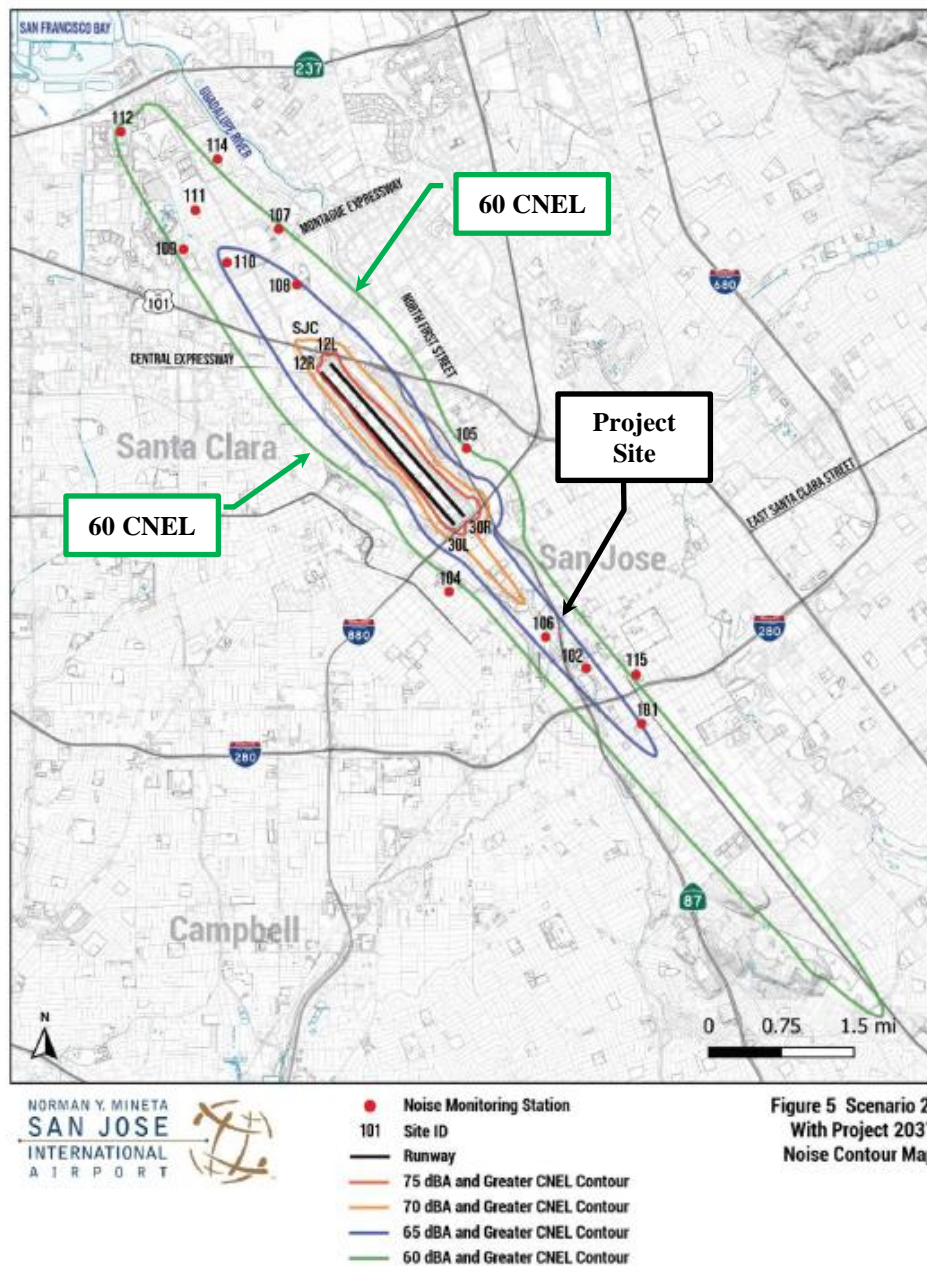 SAN FRANCISCO BAY
237
GUADALUPE RIVER
112
114
111
107
MONTAGUE EXPRESSWAY
60 CNEL
109
110
108
680
101
SJC
12L
12R
CENTRAL EXPRESSWAY
NORTH FIRST STREET
Santa Clara
105
Project
Site
EAST SANTA CLARA STREET
60 CNEL
30R
30L
San Jose
104
106
880
280
102
115
101
280
87
Campbell
N
0 0.75 1.5 mi
NORMAN Y. MINETA
SAN JOSE
INTERNATIONAL
AIRPORT
Noise Monitoring Station
101 Site ID
Runway
75 dBA and Greater CNEL Contour
70 dBA and Greater CNEL Contour
65 dBA and Greater CNEL Contour
60 dBA and Greater CNEL Contour
Figure 5 Scenario 2
With Project 2037
Noise Contour Map